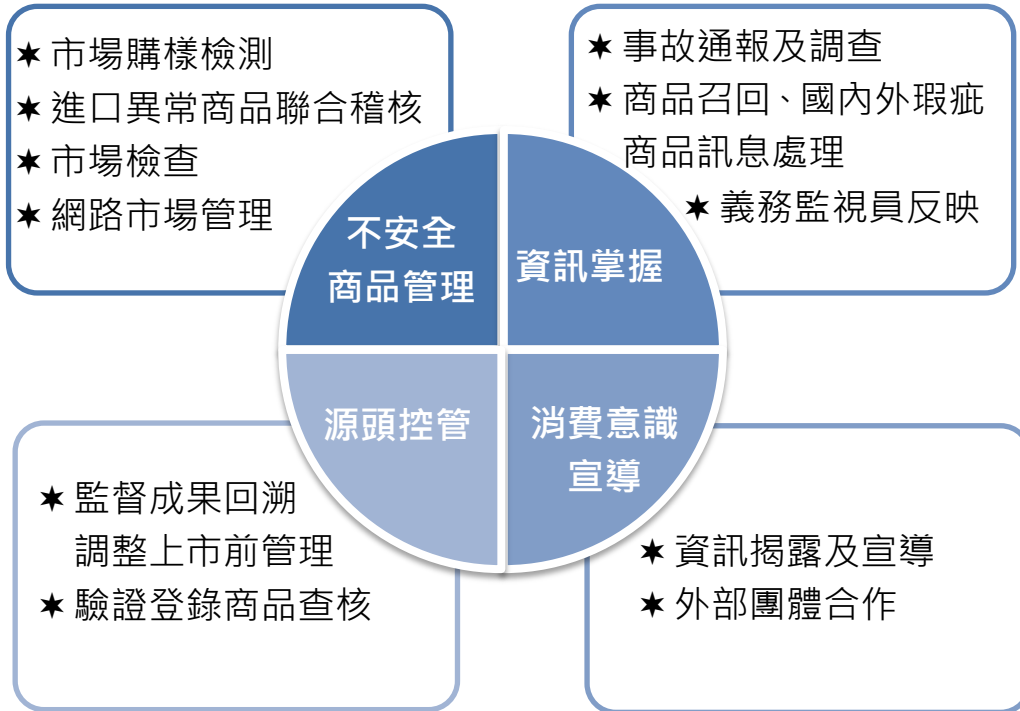 ★ 市場購樣檢測
★ 進口異常商品聯合稽核
★ 市場檢查
★ 網路市場管理
★ 事故通報及調查
★ 商品召回、國內外瑕疵
商品訊息處理
★ 義務監視員反映
不安全
商品管理
資訊掌握
源頭控管
消費意識
宣導
★ 監督成果回溯
調整上市前管理
★ 驗證登錄商品查核
★ 資訊揭露及宣導
★ 外部團體合作